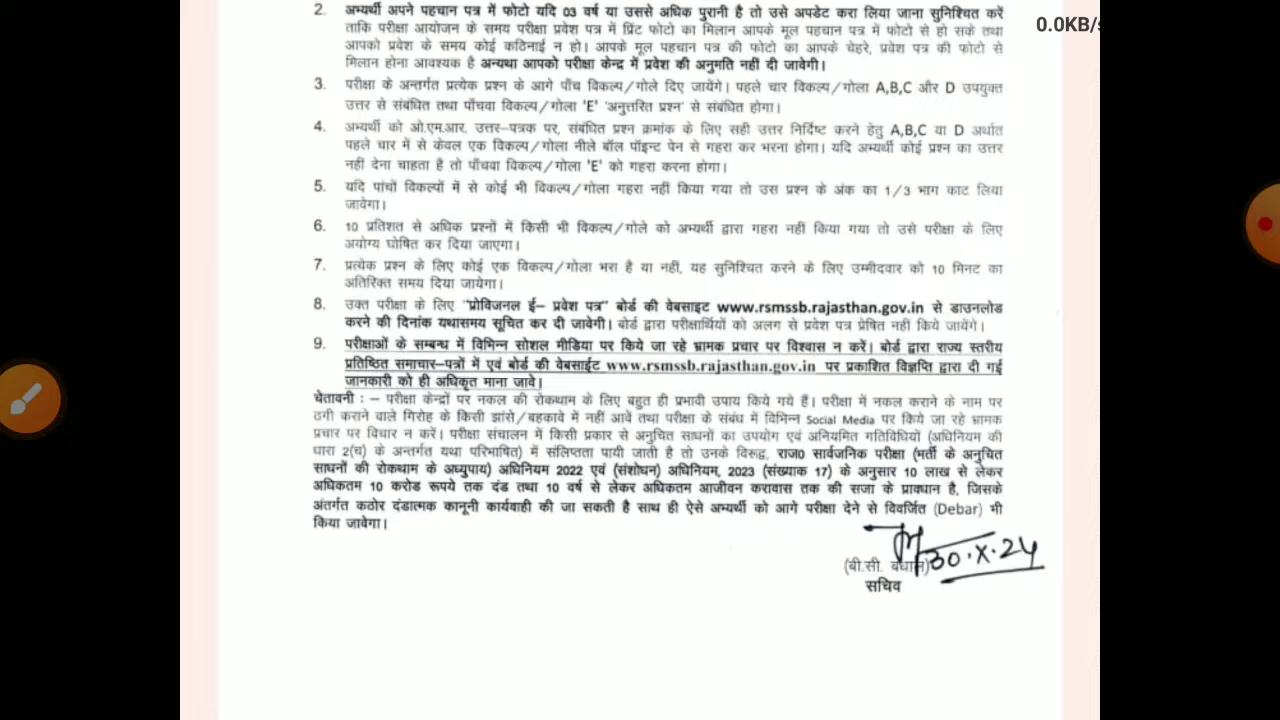 0.0KB/s
2. अभ्यर्थी अपने पहचान पत्र में फोटो यदि 03 वर्ष या उससे अधिक पुरानी है तो उसे अपडेट करा लिया जाना सुनिश्चित करें
ताकि परीक्षा आयोजन के समय परीक्षा प्रवेश पत्र में प्रिंट फोटो का मिलान आपके मूल पहचान पत्र में फोटो से हो सके तथा
आपको प्रवेश के समय कोई कठिनाई न हो। आपके मूल पहचान पत्र की फोटो का आपके चेहरे, प्रवेश पत्र की फोटो से
मिलान होना आवश्यक है अन्यथा आपको परीक्षा केन्द्र में प्रवेश की अनुमति नहीं दी जावेगी।
3. परीक्षा के अन्तर्गत प्रत्येक प्रश्न के आगे पाँच विकल्प/गोले दिए जायेंगे। पहले चार विकल्प/गोला A,B,C और D उपयुक्त
उत्तर से संबंधित तथा पाँचवा विकल्प/गोला 'E' 'अनुत्तरित प्रश्न' से संबंधित होगा।
4. अभ्यर्थी को ओ.एम.आर. उत्तर–पत्रक पर, संबंधित प्रश्न क्रमांक के लिए सही उत्तर निर्दिष्ट करने हेतु A,B,C या D अर्थात
पहले चार में से केवल एक विकल्प/गोला नीले बॉल पॉइन्ट पेन से गहरा कर भरना होगा। यदि अभ्यर्थी कोई प्रश्न का उत्तर
नहीं देना चाहता है तो पाँचवा विकल्प/गोला 'E' को गहरा करना होगा।
5. यदि पांचों विकल्पों में से कोई भी विकल्प/गोला गहरा नहीं किया गया तो उस प्रश्न के अंक का 1/3 भाग काट लिया
जावेगा।
6. 10 प्रतिशत से अधिक प्रश्नों में किसी भी विकल्प/गोले को अभ्यर्थी द्वारा गहरा नहीं किया गया तो उसे परीक्षा के लिए
अयोग्य घोषित कर दिया जाएगा।
7. प्रत्येक प्रश्न के लिए कोई एक विकल्प/गोला भरा है या नहीं, यह सुनिश्चित करने के लिए उम्मीदवार को 10 मिनट का
अतिरिक्त समय दिया जायेगा।
8. उक्त परीक्षा के लिए "प्रोविजनल ई– प्रवेश पत्र" बोर्ड की वेबसाइट www.rsmssb.rajasthan.gov.in से डाउनलोड
करने की दिनांक यथासमय सूचित कर दी जावेगी। बोर्ड द्वारा परीक्षार्थियों को अलग से प्रवेश पत्र प्रेषित नहीं किये जायेंगे।
9. परीक्षाओं के सम्बन्ध में विभिन्न सोशल मीडिया पर किये जा रहे भ्रामक प्रचार पर विश्वास न करें। बोर्ड द्वारा राज्य स्तरीय
प्रतिष्ठित समाचार–पत्रों में एवं बोर्ड की वेबसाईट www.rsmssb.rajasthan.gov.in पर प्रकाशित विज्ञप्ति द्वारा दी गई
जानकारी को ही अधिकृत माना जावे।
चेतावनी : – परीक्षा केन्द्रों पर नकल की रोकथाम के लिए बहुत ही प्रभावी उपाय किये गये हैं। परीक्षा में नकल कराने के नाम पर
ठगी कराने वाले गिरोह के किसी झांसे/बहकावे में नहीं आवें तथा परीक्षा के संबंध में विभिन्न Social Media पर किये जा रहे भ्रामक
प्रचार पर विचार न करें। परीक्षा संचालन में किसी प्रकार से अनुचित साधनों का उपयोग एवं अनियमित गतिविधियों (अधिनियम की
धारा 2(च) के अन्तर्गत यथा परिभाषित) में संलिप्तता पायी जाती है तो उनके विरूद्व, राज0 सार्वजनिक परीक्षा (भर्ती के अनुचित
साधनों की रोकथाम के अध्युपाय) अधिनियम 2022 एवं (संशोधन) अधिनियम, 2023 (संख्याक 17) के अनुसार 10 लाख से लेकर
अधिकतम 10 करोड रूपये तक दंड तथा 10 वर्ष से लेकर अधिकतम आजीवन करावास तक की सजा के प्रावधान है, जिसके
अंतर्गत कठोर दंडात्मक कानूनी कार्यवाही की जा सकती है साथ ही ऐसे अभ्यर्थी को आगे परीक्षा देने से विवर्जित (Debar) भी
किया जावेगा।
30.X.24
(बी.सी. बधाल)
सचिव